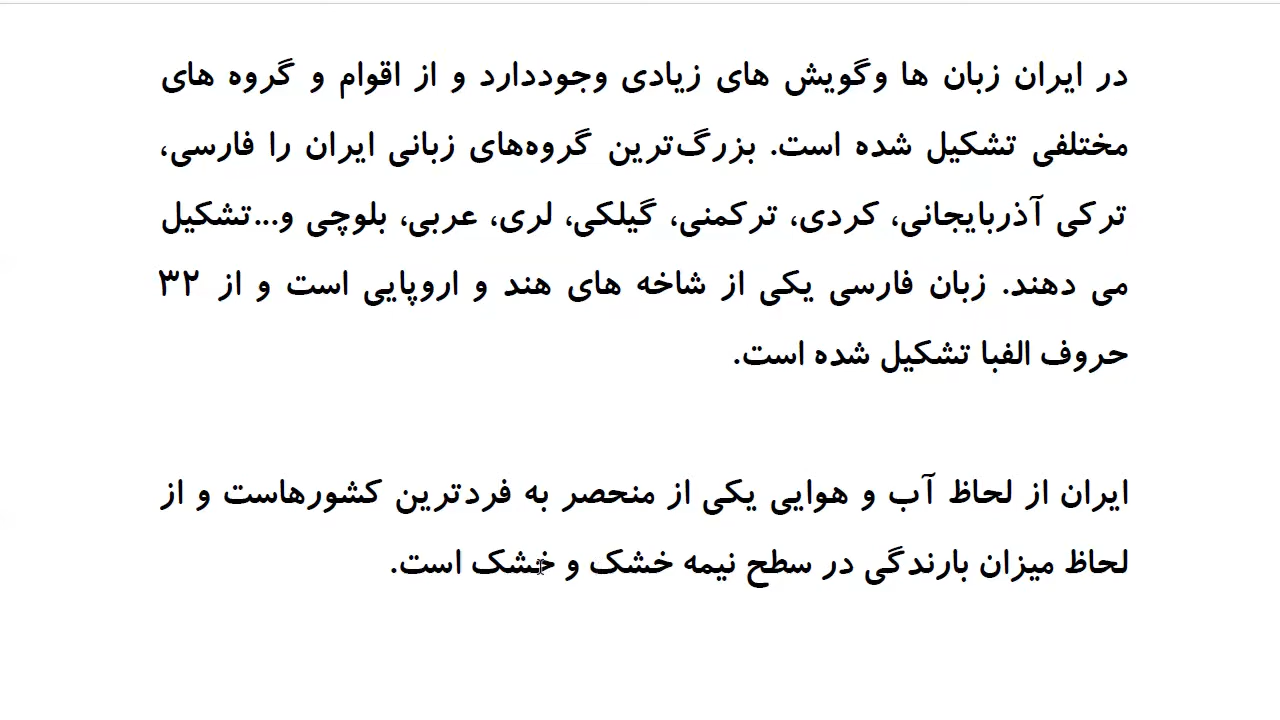 در ایران زبان ها وگویش های زیادی وجوددارد و از اقوام و گروه های
مختلفی تشکیل شده است. بزرگ‌ترین گروه‌های زبانی ایران را فارسی،
ترکی آذربایجانی، کردی، ترکمنی، گیلکی، لری، عربی، بلوچی و...تشکیل
می دهند. زبان فارسی یکی از شاخه های هند و اروپایی است و از ۳۲
حروف الفبا تشکیل شده است.
ایران از لحاظ آب و هوایی یکی از منحصر به فردترین کشورهاست و از
لحاظ میزان بارندگی در سطح نیمه خشک و خشک است.